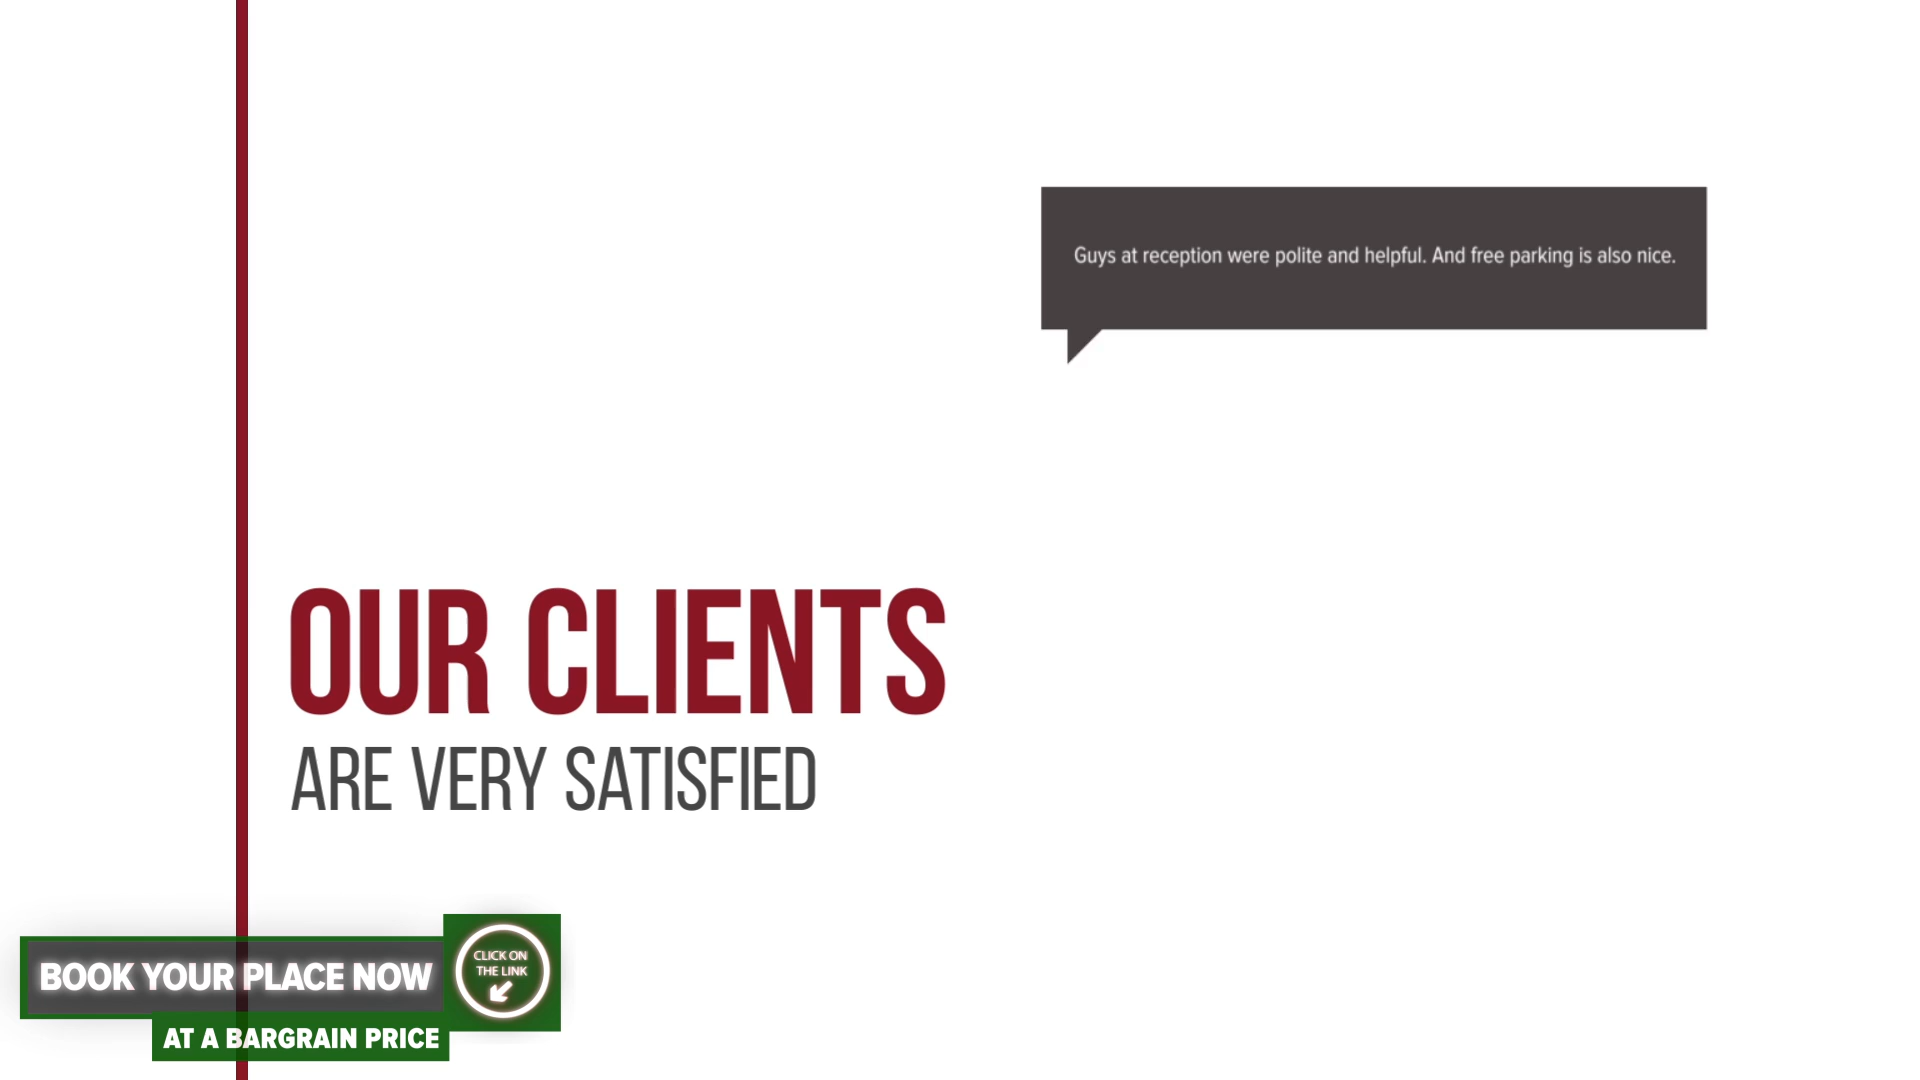 Guys at reception were polite and helpful. And free parking is also nice.
OUR CLIENTS
ARE VERY SATISFIED
BOOK YOUR PLACE NOW
CLICK ON
THE LINK
AT A BARGRAIN PRICE